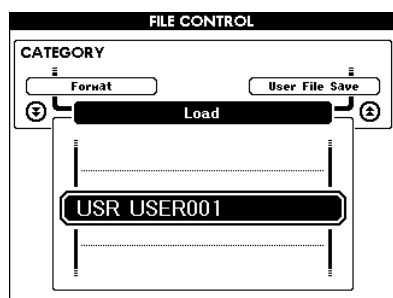 FILE CONTROL
CATEGORY
Format
User File Save
Load
USR USER001